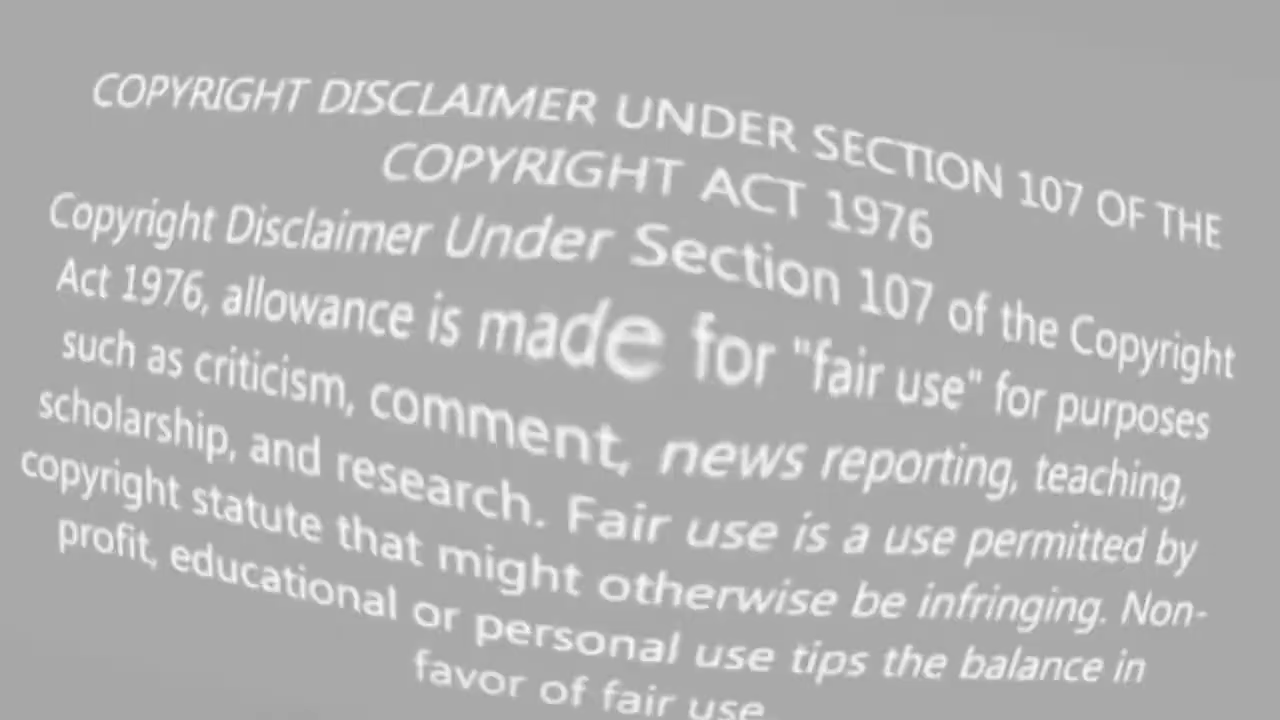 COPYRIGHT DISCLAIMER UNDER SECTION 107 OF THE
COPYRIGHT ACT 1976
Copyright Disclaimer Under Section 107 of the Copyright
Act 1976, allowance is made for "fair use" for purposes
such as criticism, comment, news reporting, teaching,
scholarship, and research. Fair use is a use permitted by
copyright statute that might otherwise be infringing. Non-
profit, educational or personal use tips the balance in
favor of fair use.